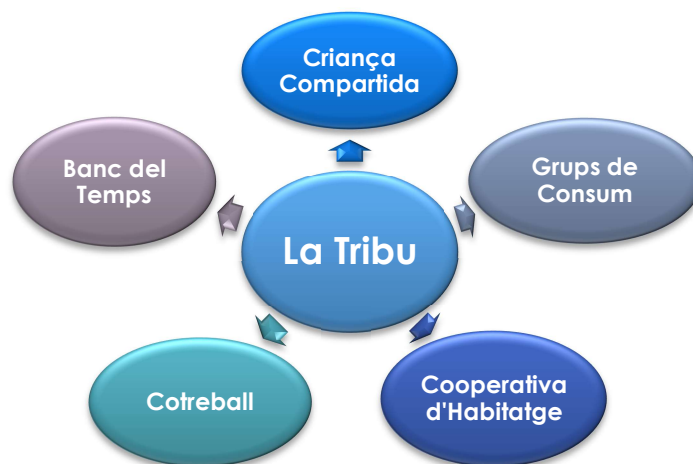 Criança
Compartida
Banc del
Temps
Grups de
Consum
La Tribu
Cotreball
Cooperativa
d'Habitatge